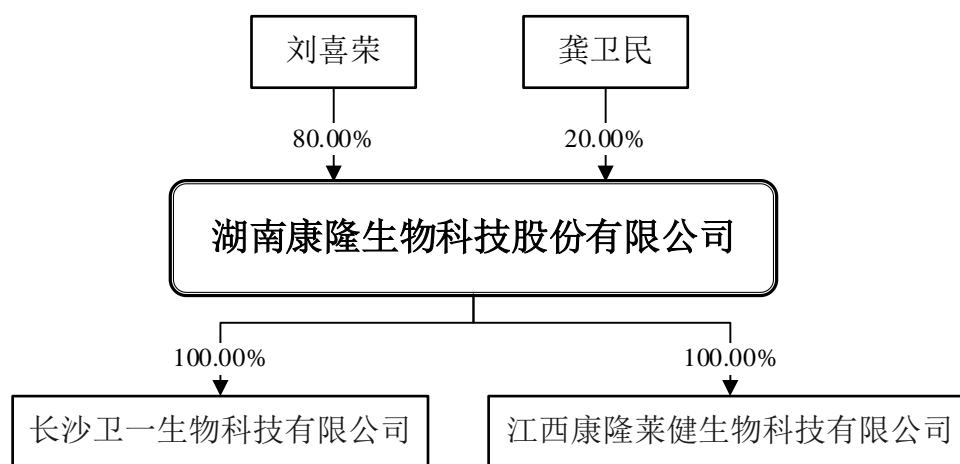 刘喜荣
龚卫民
80.00%
20.00%
湖南康隆生物科技股份有限公司
100.00%
100.00%
长沙卫一生物科技有限公司
江西康隆莱健生物科技有限公司